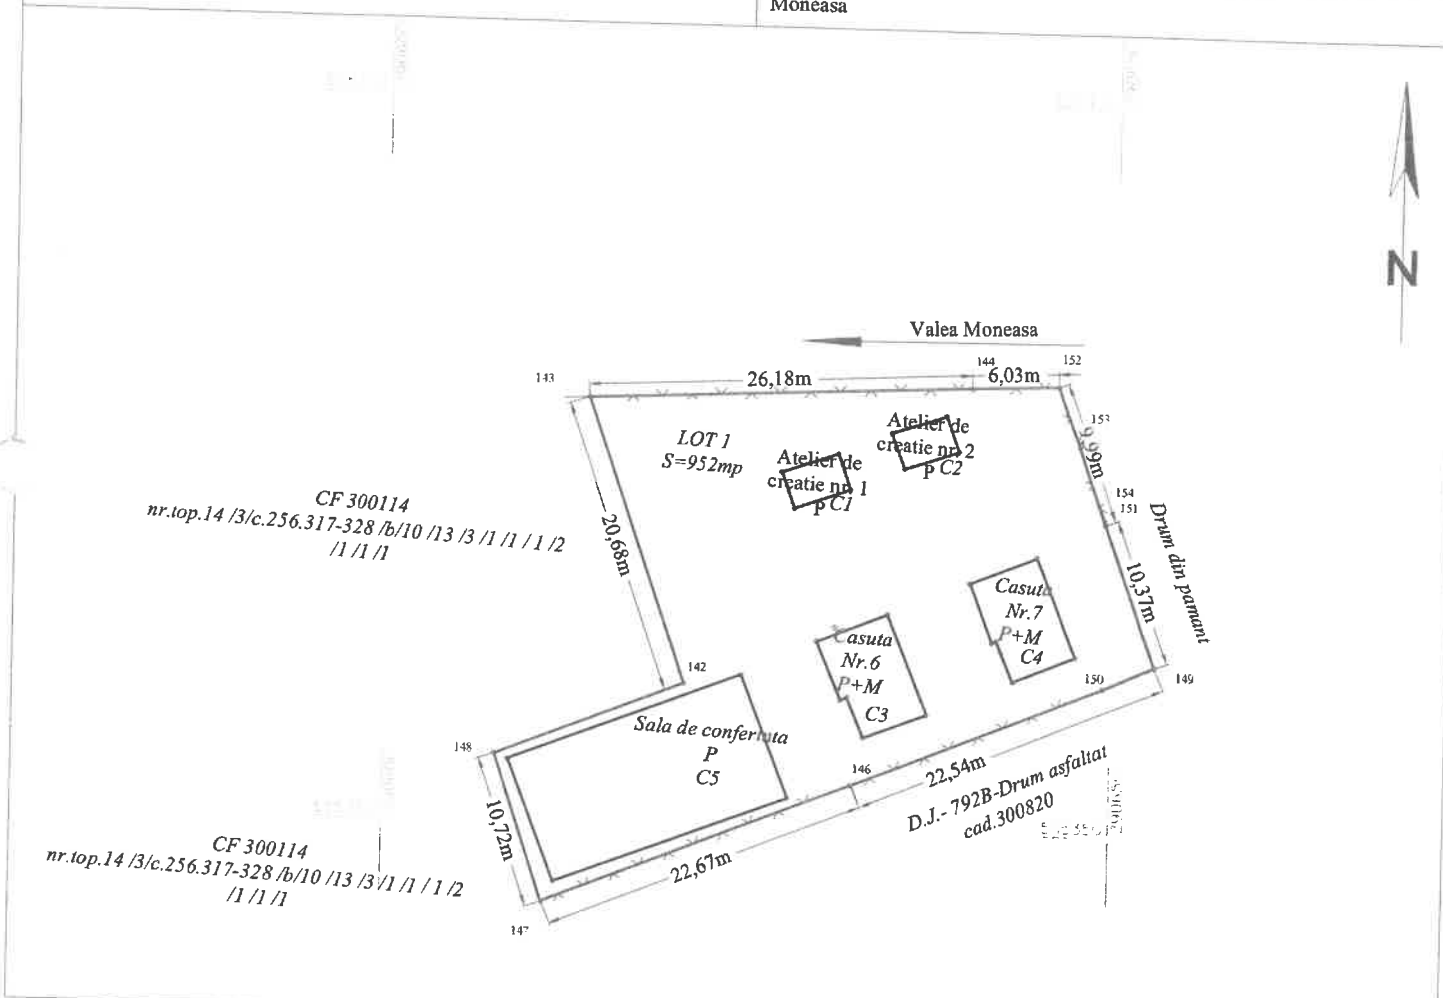 Moneasa
N
Valea Moneasa
143
26,18m
144
6,03m
152
153
9,99m
154
151
LOT 1
S=952mp
Atelier de
creatie nr. 1
P C1
Atelier de
creatie nr. 2
P C2
CF 300114
nr.top.14 /3/c.256.317-328 /b/10 /13 /3 /1 /1 / 1 /2
/1 /1 /1
20,68m
Drum din pamant
10,37m
Casuta
Nr.7
P+M
C4
Casuta
Nr.6
P+M
C3
142
150
149
148
Sala de conferinta
P
C5
146
22,54m
D.J.- 792B-Drum asfaltat
cad.300820
10,72m
22,67m
CF 300114
nr.top.14 /3/c.256.317-328 /b/10 /13 /3 /1 /1 / 1 /2
/1 /1 /1
147